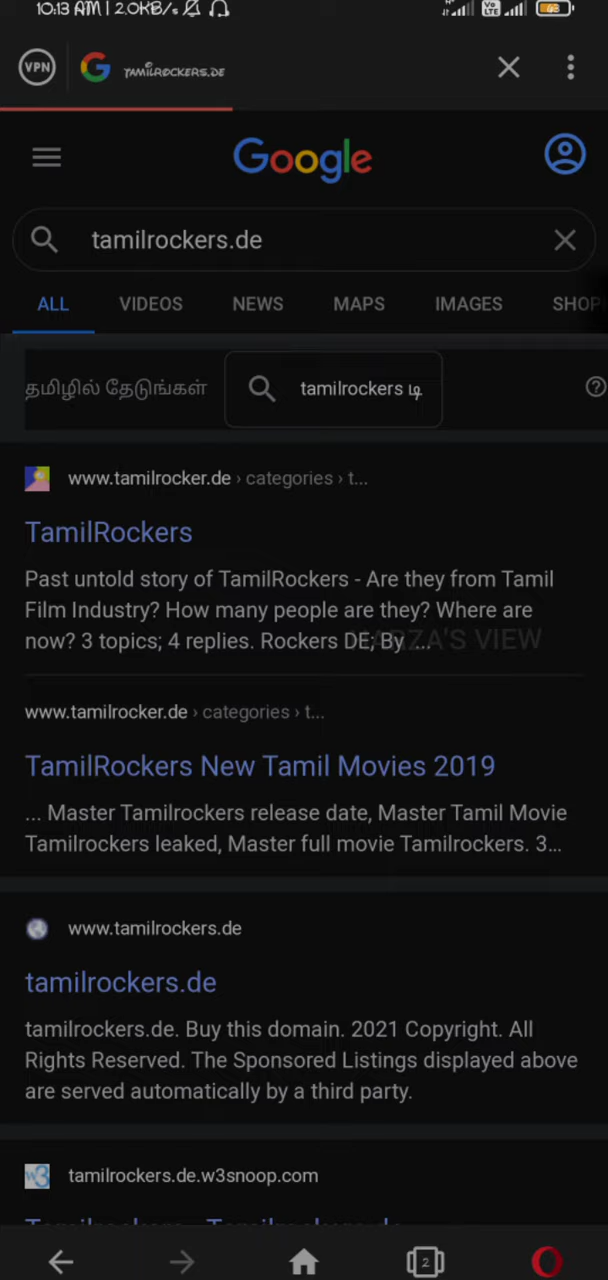 10:13 AM | 2.0KB/s
Vo LTE
VPN
TAMILROCKERS.DE
Google
tamilrockers.de
ALL VIDEOS NEWS MAPS IMAGES SHOP
தமிழில் தேடுங்கள் tamilrockers டி
www.tamilrocker.de › categories › t...
TamilRockers
Past untold story of TamilRockers - Are they from Tamil
Film Industry? How many people are they? Where are
now? 3 topics; 4 replies. Rockers DE; By ...
www.tamilrocker.de › categories › t...
TamilRockers New Tamil Movies 2019
... Master Tamilrockers release date, Master Tamil Movie
Tamilrockers leaked, Master full movie Tamilrockers. 3...
www.tamilrockers.de
tamilrockers.de
tamilrockers.de. Buy this domain. 2021 Copyright. All
Rights Reserved. The Sponsored Listings displayed above
are served automatically by a third party.
w3
tamilrockers.de.w3snoop.com
2